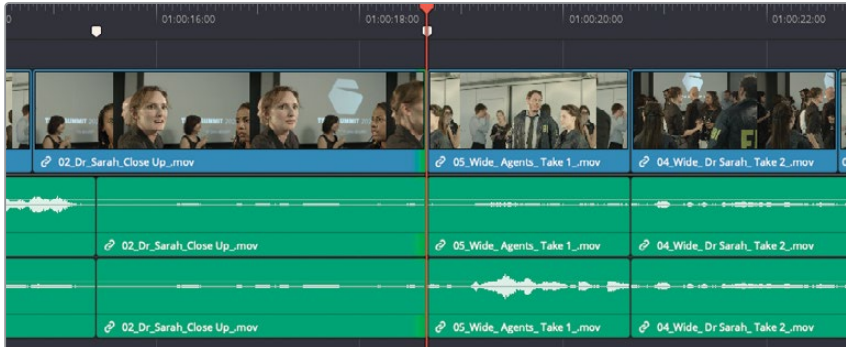 01:00:16:00
01:00:18:00
01:00:20:00
01:00:22:00
02_Dr_Sarah_Close Up_.mov
05_Wide_ Agents_ Take 1_.mov
04_Wide_ Dr Sarah_ Take 2_.mov
02_Dr_Sarah_Close Up_.mov
05_Wide_ Agents_ Take 1_.mov
04_Wide_ Dr Sarah_ Take 2_.mov
02_Dr_Sarah_Close Up_.mov
05_Wide_ Agents_ Take 1_.mov
04_Wide_ Dr Sarah_ Take 2_.mov